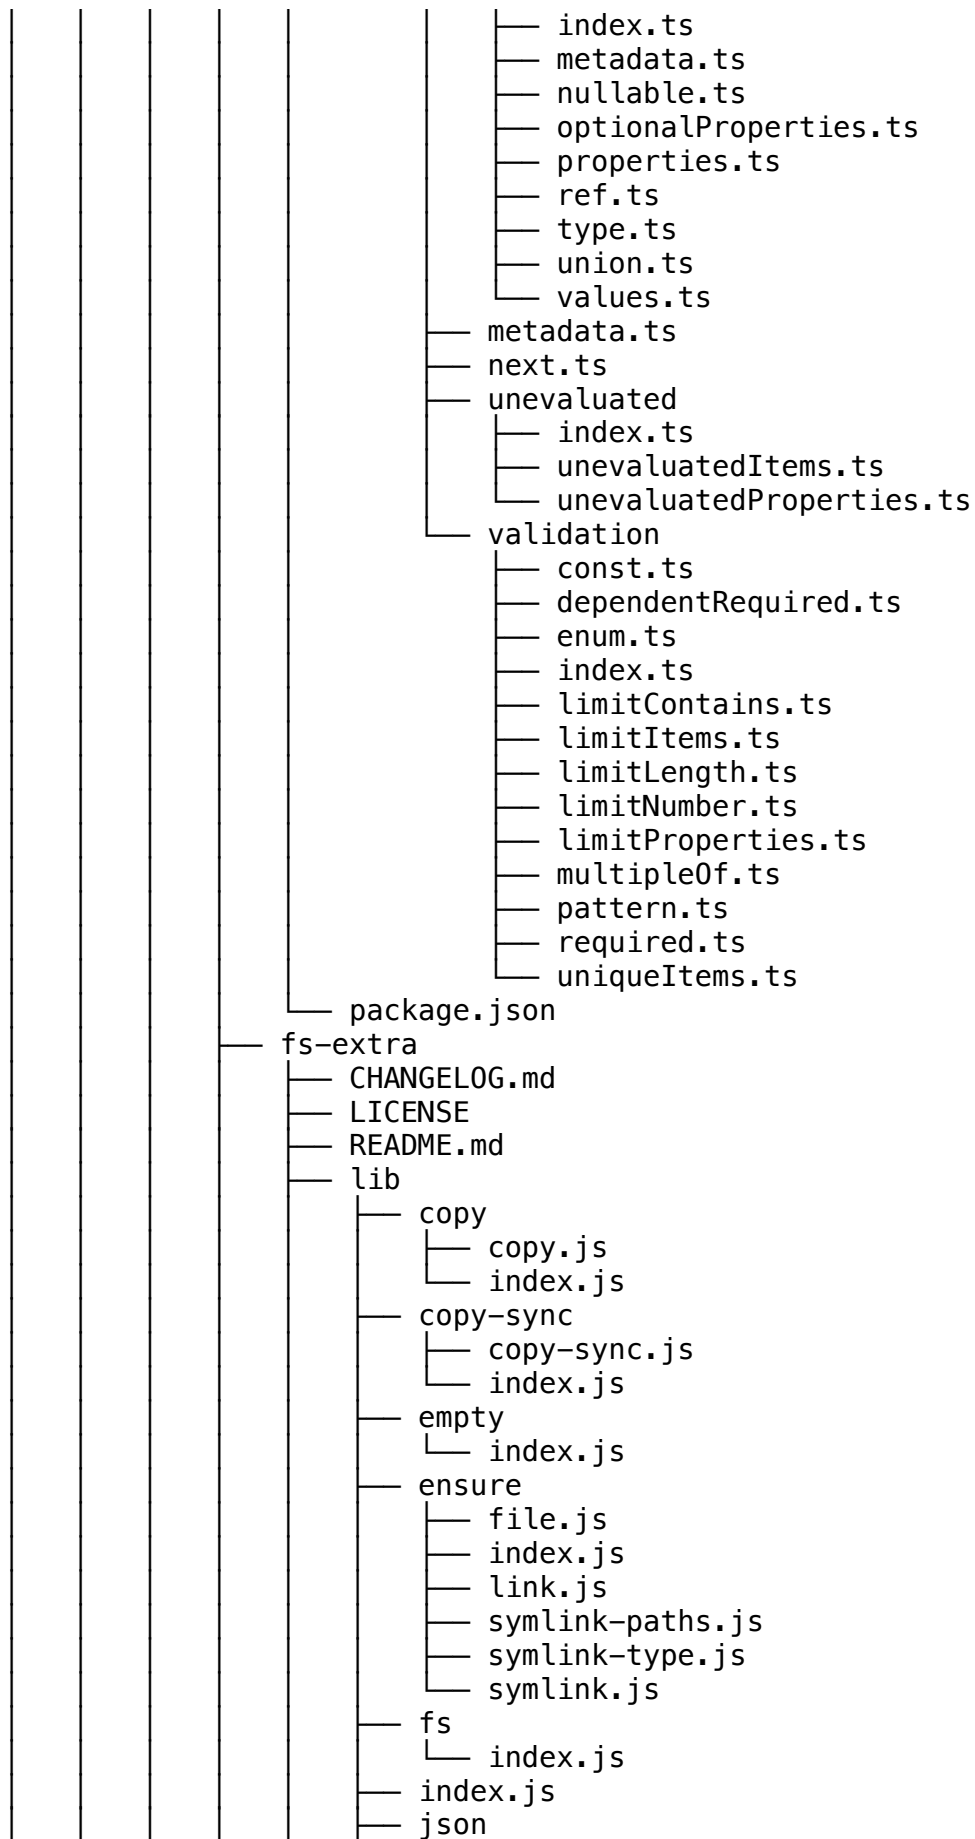 │   │   │   │   │       │   ├── index.ts
│   │   │   │   │       │   ├── metadata.ts
│   │   │   │   │       │   ├── nullable.ts
│   │   │   │   │       │   ├── optionalProperties.ts
│   │   │   │   │       │   ├── properties.ts
│   │   │   │   │       │   ├── ref.ts
│   │   │   │   │       │   ├── type.ts
│   │   │   │   │       │   ├── union.ts
│   │   │   │   │       │   └── values.ts
│   │   │   │   │       ├── metadata.ts
│   │   │   │   │       ├── next.ts
│   │   │   │   │       ├── unevaluated
│   │   │   │   │       │   ├── index.ts
│   │   │   │   │       │   ├── unevaluatedItems.ts
│   │   │   │   │       │   └── unevaluatedProperties.ts
│   │   │   │   │       └── validation
│   │   │   │   │           ├── const.ts
│   │   │   │   │           ├── dependentRequired.ts
│   │   │   │   │           ├── enum.ts
│   │   │   │   │           ├── index.ts
│   │   │   │   │           ├── limitContains.ts
│   │   │   │   │           ├── limitItems.ts
│   │   │   │   │           ├── limitLength.ts
│   │   │   │   │           ├── limitNumber.ts
│   │   │   │   │           ├── limitProperties.ts
│   │   │   │   │           ├── multipleOf.ts
│   │   │   │   │           ├── pattern.ts
│   │   │   │   │           ├── required.ts
│   │   │   │   │           └── uniqueItems.ts
│   │   │   │   └── package.json
│   │   │   ├── fs-extra
│   │   │   │   ├── CHANGELOG.md
│   │   │   │   ├── LICENSE
│   │   │   │   ├── README.md
│   │   │   │   ├── lib
│   │   │   │   │   ├── copy
│   │   │   │   │   │   ├── copy.js
│   │   │   │   │   │   └── index.js
│   │   │   │   │   ├── copy-sync
│   │   │   │   │   │   ├── copy-sync.js
│   │   │   │   │   │   └── index.js
│   │   │   │   │   ├── empty
│   │   │   │   │   │   └── index.js
│   │   │   │   │   ├── ensure
│   │   │   │   │   │   ├── file.js
│   │   │   │   │   │   ├── index.js
│   │   │   │   │   │   ├── link.js
│   │   │   │   │   │   ├── symlink-paths.js
│   │   │   │   │   │   ├── symlink-type.js
│   │   │   │   │   │   └── symlink.js
│   │   │   │   │   ├── fs
│   │   │   │   │   │   └── index.js
│   │   │   │   │   ├── index.js
│   │   │   │   │   ├── json